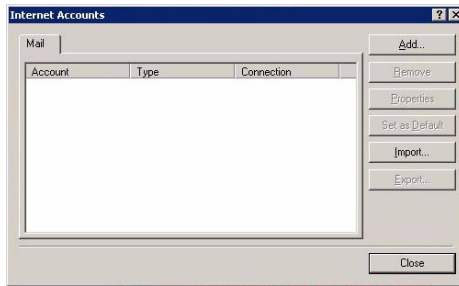 Internet Accounts
Mail
Account Type Connection
Add...
Remove
Properties
Set as Default
Import...
Export...
Close